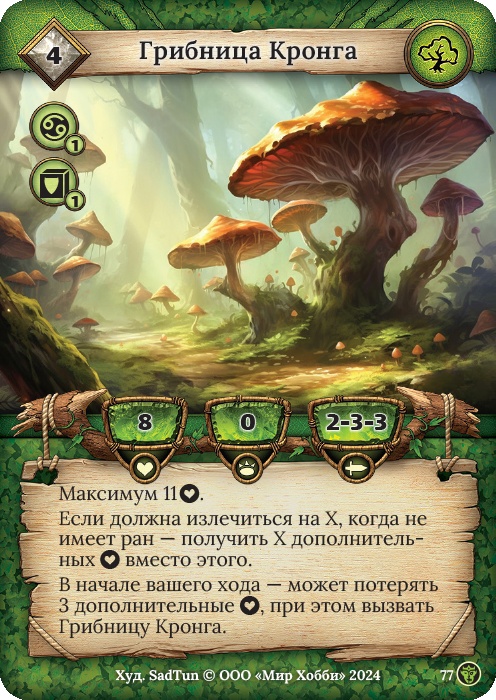 4
Грибница Кронга
1
1
8
0
2-3-3
Максимум 11.
Если должна излечиться на X, когда не
имеет ран — получить X дополнитель-
ных вместо этого.
В начале вашего хода — может потерять
3 дополнительные , при этом вызвать
Грибницу Кронга.
Худ. SadTun © ООО «Мир Хобби» 2024
77